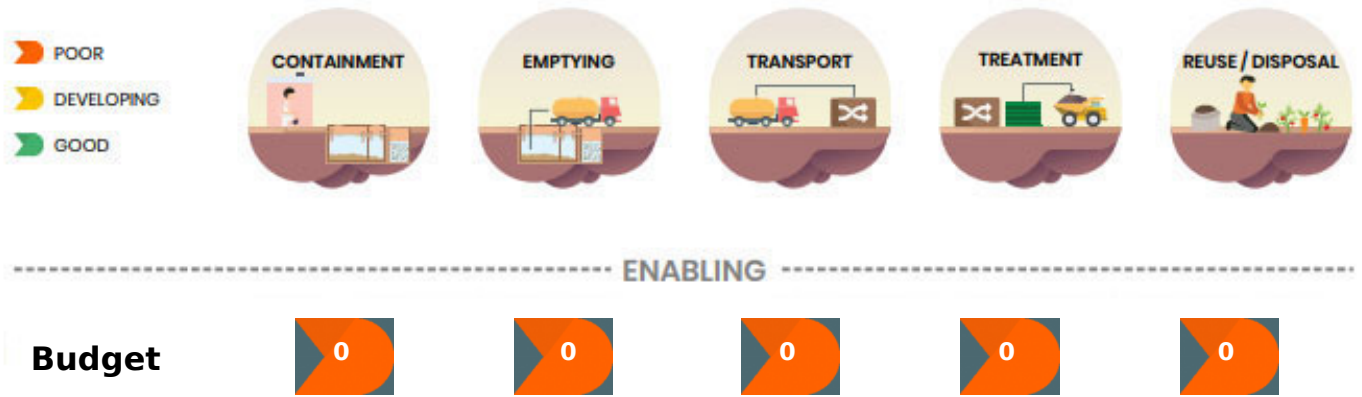 POOR
DEVELOPING
GOOD
CONTAINMENT
EMPTYING
TRANSPORT
TREATMENT
REUSE / DISPOSAL
ENABLING
Budget 0 0 0 0 0